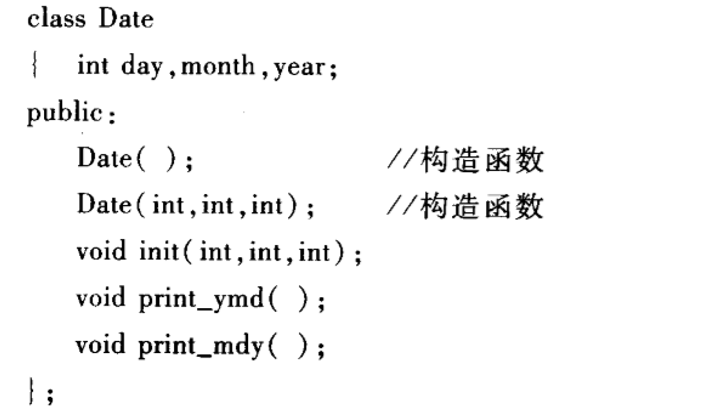 class Date
{ int day,month,year;
public:
Date( ); //构造函数
Date(int,int,int); //构造函数
void init(int,int,int);
void print_ymd( );
void print_mdy( );
};